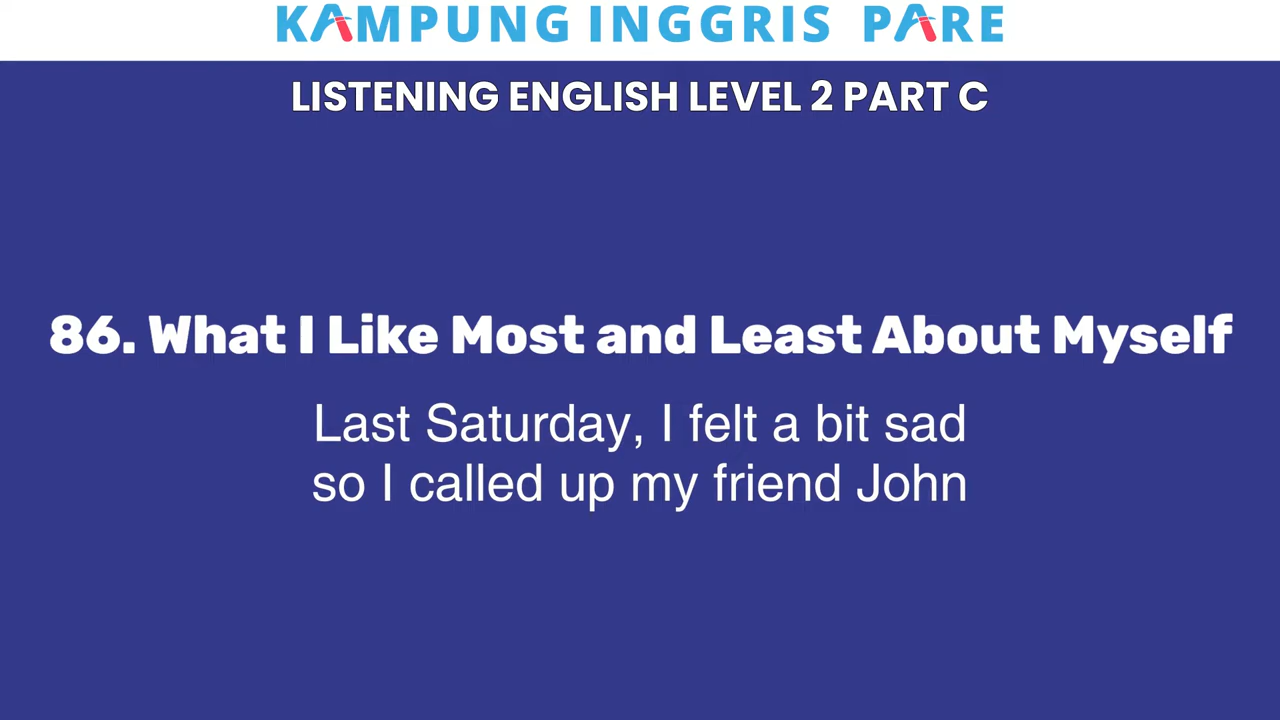 KAMPUNG INGGRIS PARE
LISTENING ENGLISH LEVEL 2 PART C
86. What I Like Most and Least About Myself
Last Saturday, I felt a bit sad
so I called up my friend John